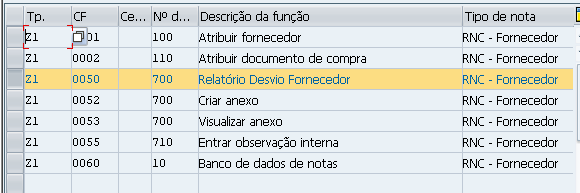 Tp. CF Ce... Nº d... Descrição da função Tipo de nota
Z1 01 100 Atribuir fornecedor RNC - Fornecedor
Z1 0002 110 Atribuir documento de compra RNC - Fornecedor
Z1 0050 700 Relatório Desvio Fornecedor RNC - Fornecedor
Z1 0052 700 Criar anexo RNC - Fornecedor
Z1 0053 700 Visualizar anexo RNC - Fornecedor
Z1 0055 710 Entrar observação interna RNC - Fornecedor
Z1 0060 10 Banco de dados de notas RNC - Fornecedor